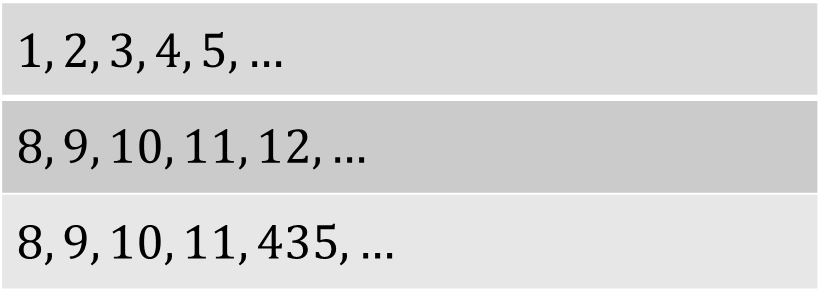 1, 2, 3, 4, 5, ...
8, 9, 10, 11, 12, ...
8, 9, 10, 11, 435, ...